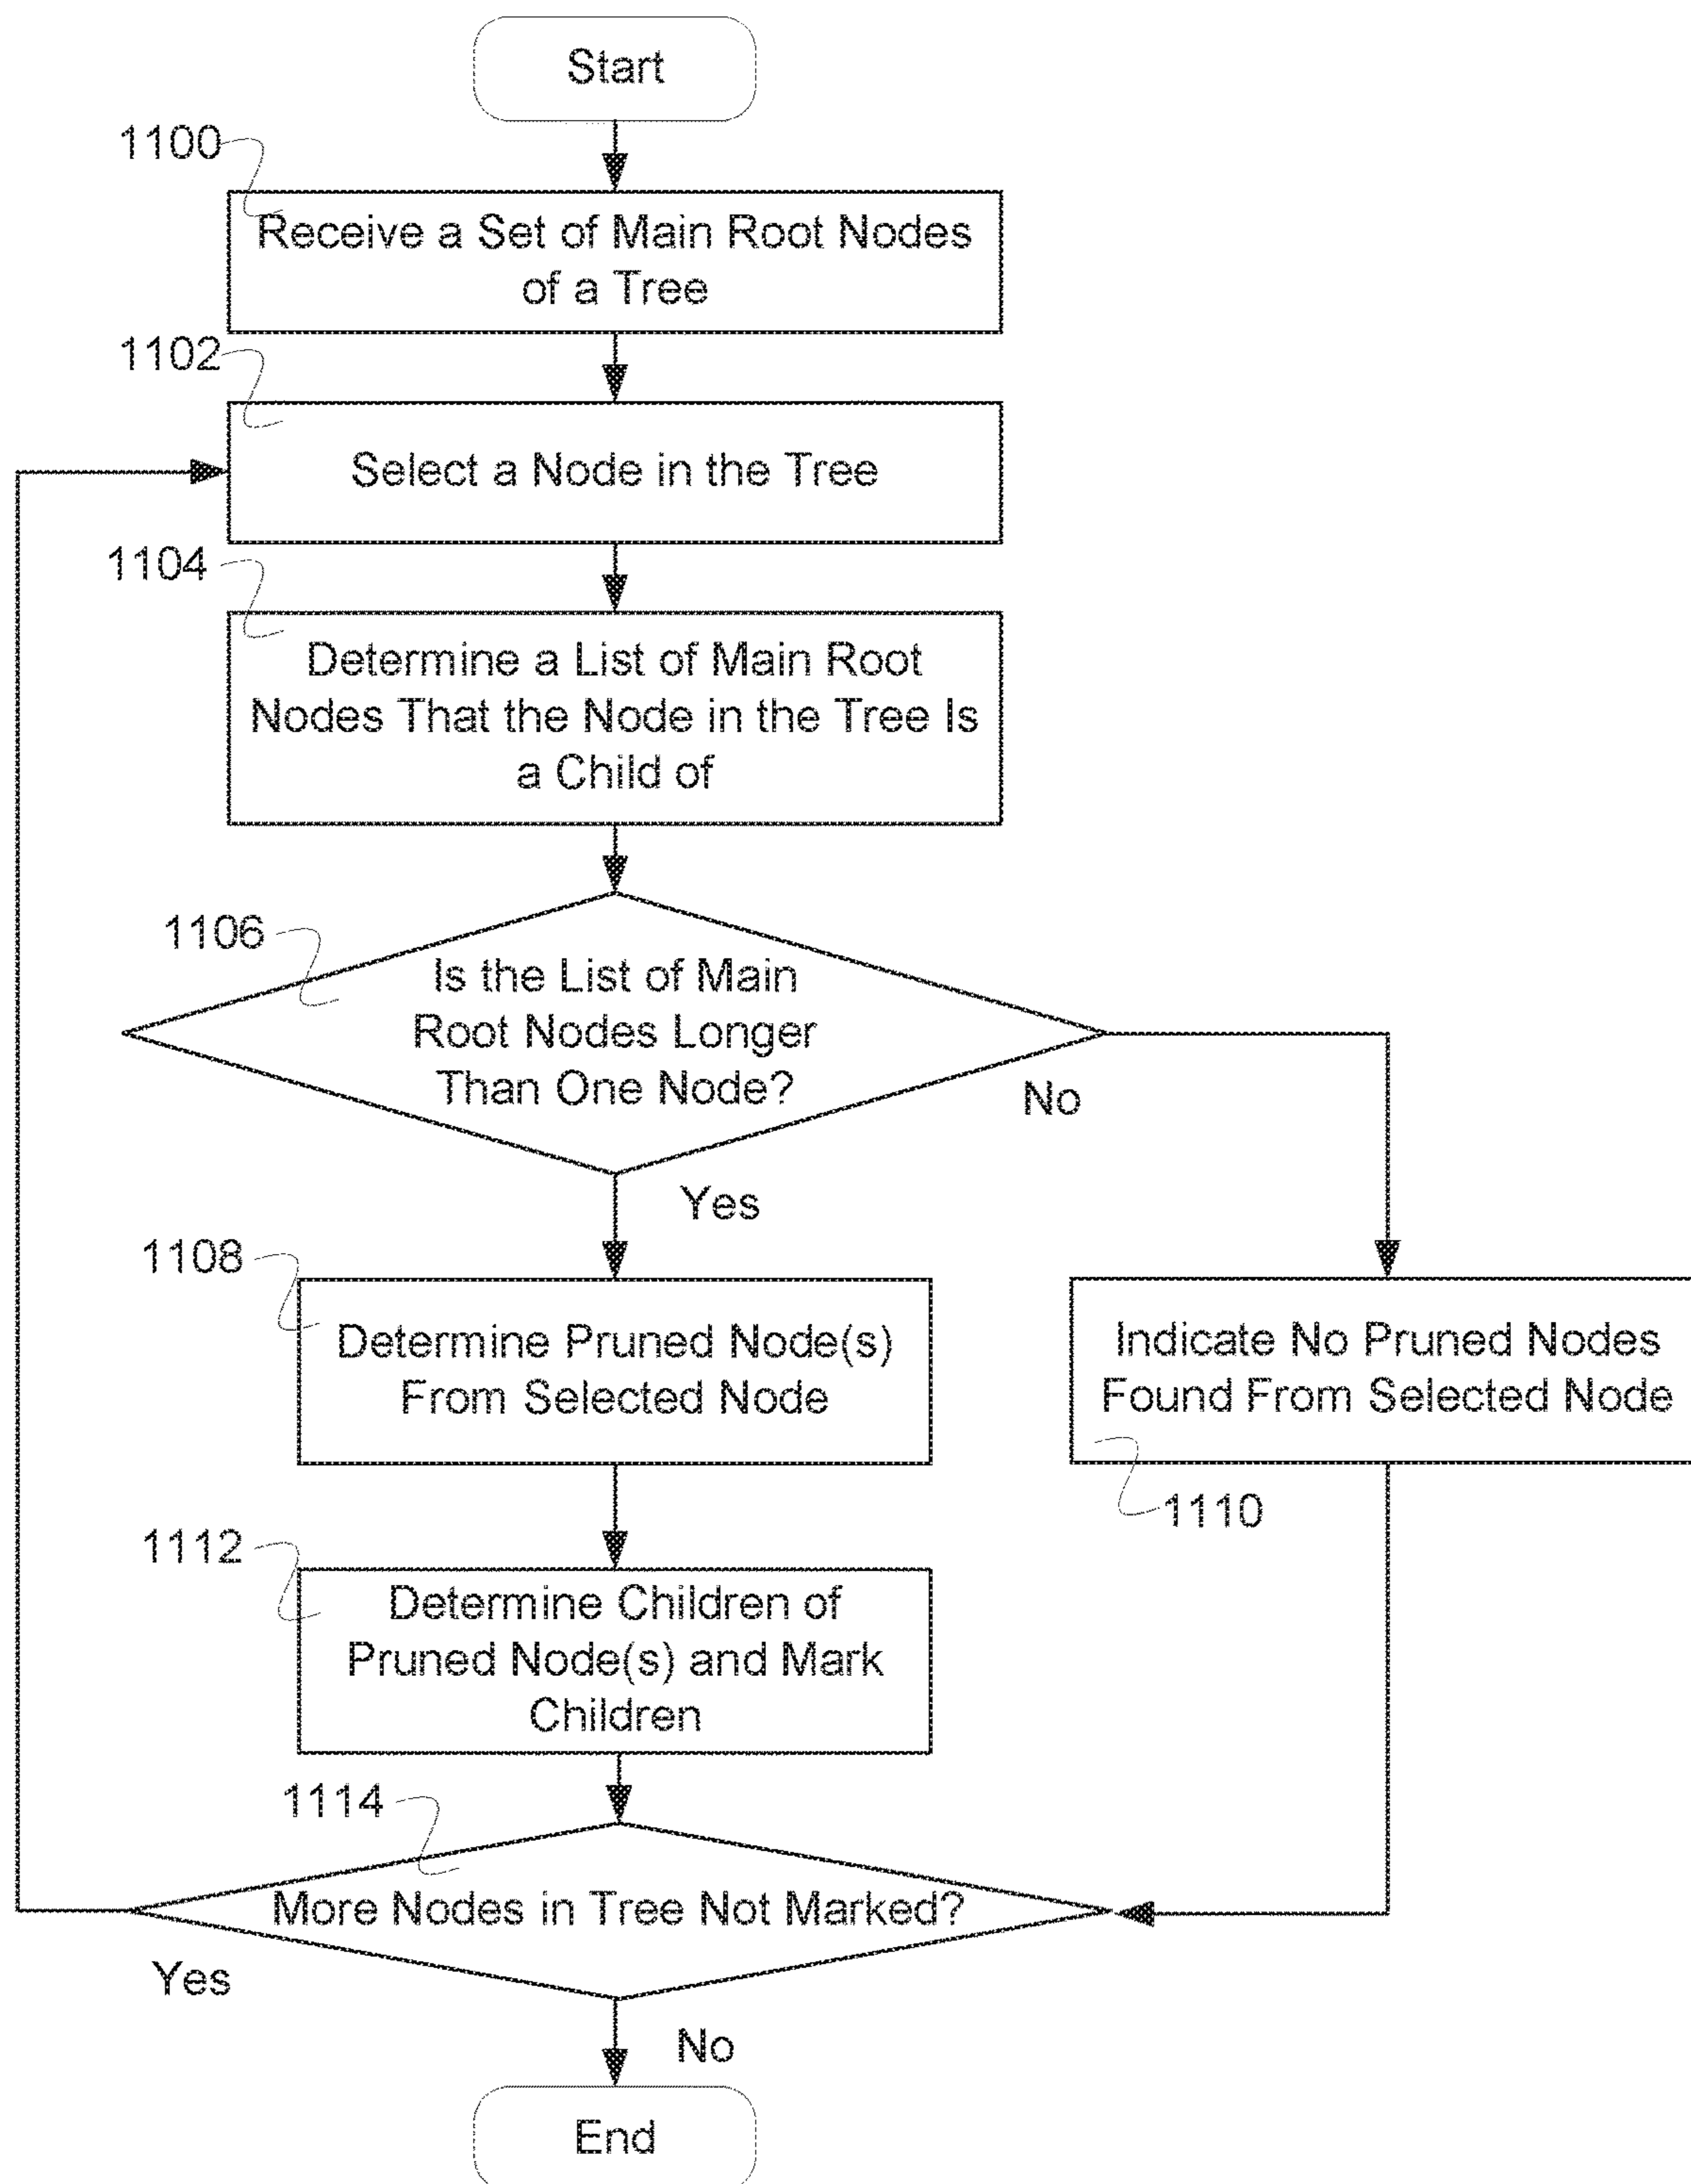 Start
1100
Receive a Set of Main Root Nodes
of a Tree
1102
Select a Node in the Tree
1104
Determine a List of Main Root
Nodes That the Node in the Tree Is
a Child of
1106
Is the List of Main
Root Nodes Longer
Than One Node?
No
Yes
1108
Determine Pruned Node(s)
From Selected Node
Indicate No Pruned Nodes
Found From Selected Node
1110
1112
Determine Children of
Pruned Node(s) and Mark
Children
1114
More Nodes in Tree Not Marked?
Yes
No
End